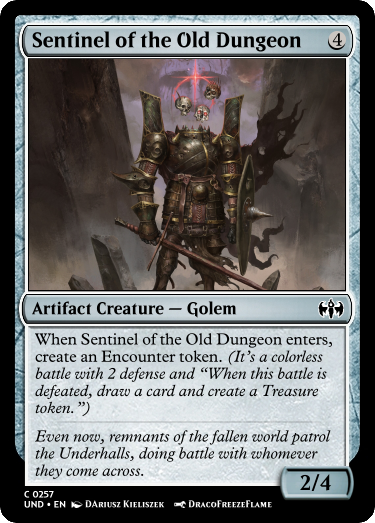 Sentinel of the Old Dungeon 4
Artifact Creature — Golem
When Sentinel of the Old Dungeon enters,
create an Encounter token. (It's a colorless
battle with 2 defense and “When this battle is
defeated, draw a card and create a Treasure
token.”)
Even now, remnants of the fallen world patrol
the Underhalls, doing battle with whomever
they come across.
2/4
C 0257
UND • EN DARIUSZ KIELISZEK DRACOFREEZEFLAME